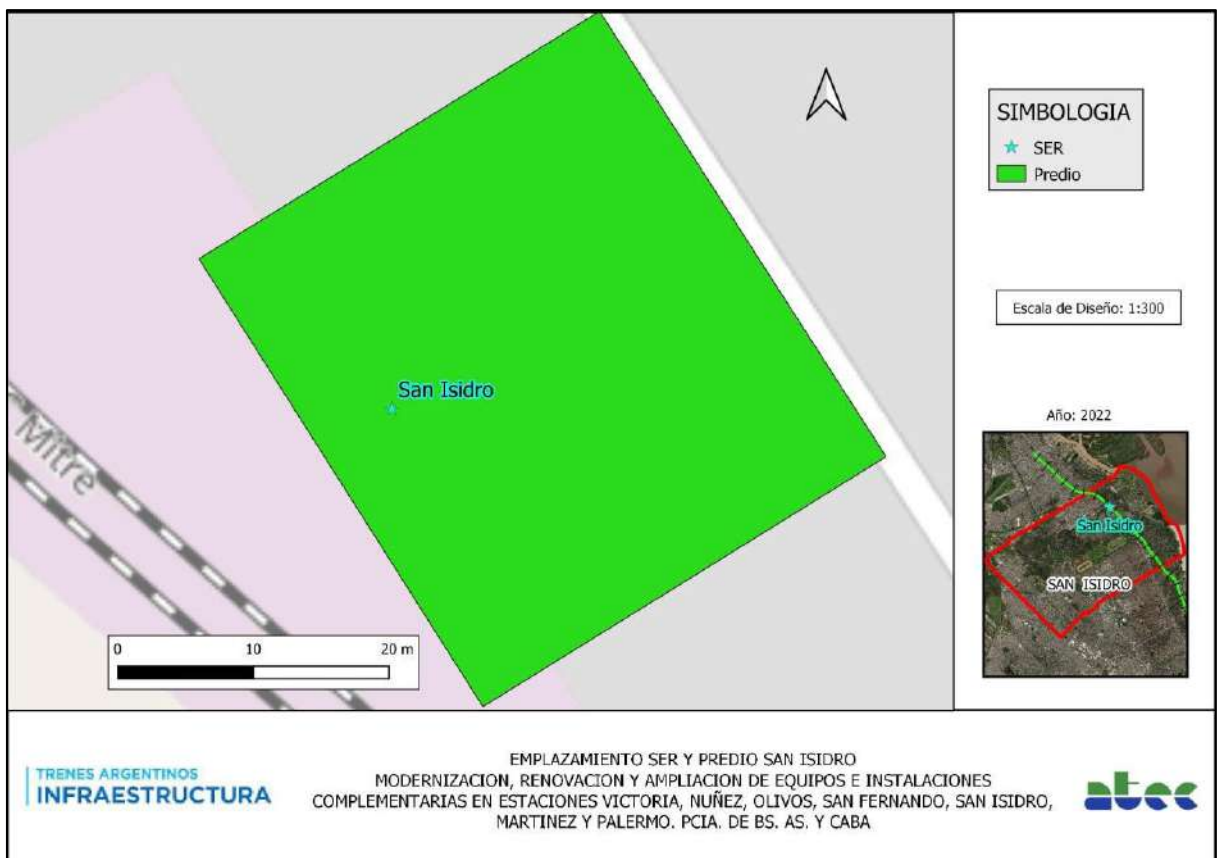 San Isidro
Mitre
0 10 20 m
SIMBOLOGIA
SER
Predio
Escala de Diseño: 1:300
Año: 2022
San Isidro
SAN ISIDRO
TRENES ARGENTINOS
INFRAESTRUCTURA
EMPLAZAMIENTO SER Y PREDIO SAN ISIDRO
MODERNIZACION, RENOVACION Y AMPLIACION DE EQUIPOS E INSTALACIONES
COMPLEMENTARIAS EN ESTACIONES VICTORIA, NUÑEZ, OLIVOS, SAN FERNANDO, SAN ISIDRO,
MARTINEZ Y PALERMO. PCIA. DE BS. AS. Y CABA
atec